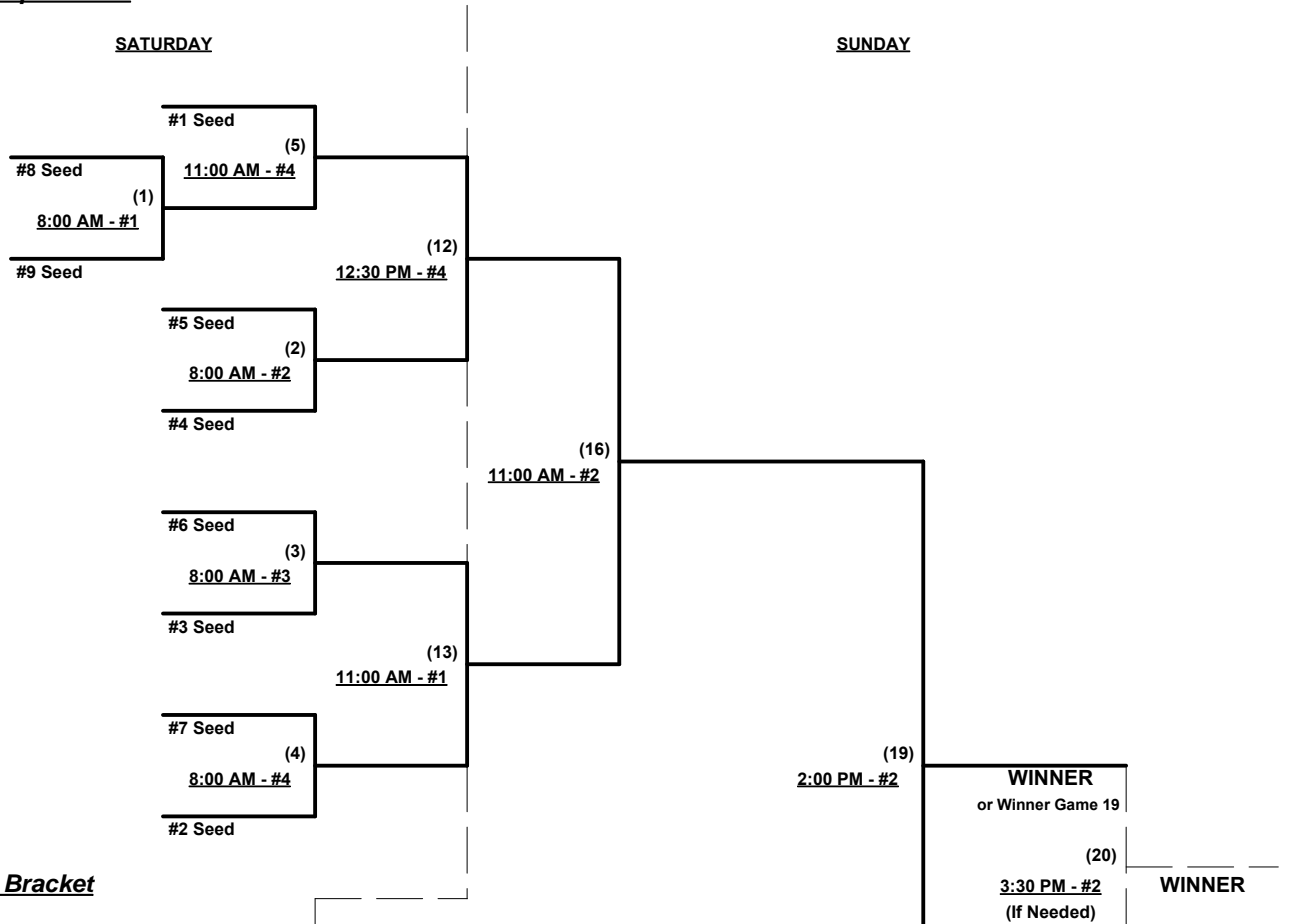 SATURDAY
SUNDAY
#1 Seed
(5)
11:00 AM - #4
#8 Seed
(1)
8:00 AM - #1
#9 Seed
(12)
12:30 PM - #4
#5 Seed
(2)
8:00 AM - #2
#4 Seed
(16)
11:00 AM - #2
#6 Seed
(3)
8:00 AM - #3
#3 Seed
(13)
11:00 AM - #1
#7 Seed
(4)
8:00 AM - #4
#2 Seed
(19)
2:00 PM - #2
WINNER
or Winner Game 19
(20)
3:30 PM - #2
(If Needed)
WINNER
Bracket